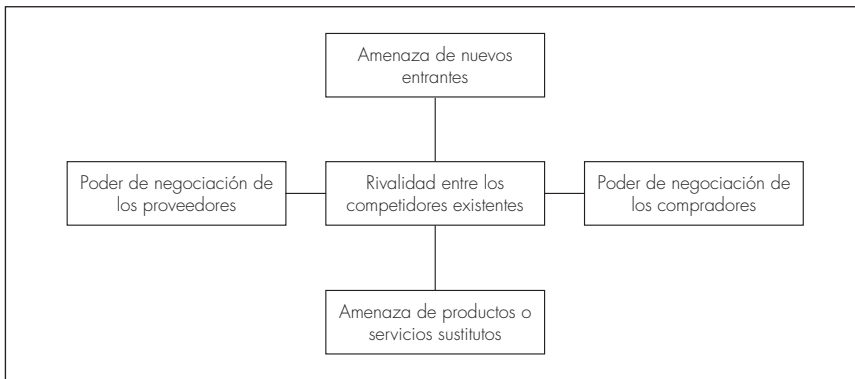 Amenaza de nuevos
entrantes
Poder de negociación de
los proveedores
Rivalidad entre los
competidores existentes
Poder de negociación de
los compradores
Amenaza de productos o
servicios sustitutos